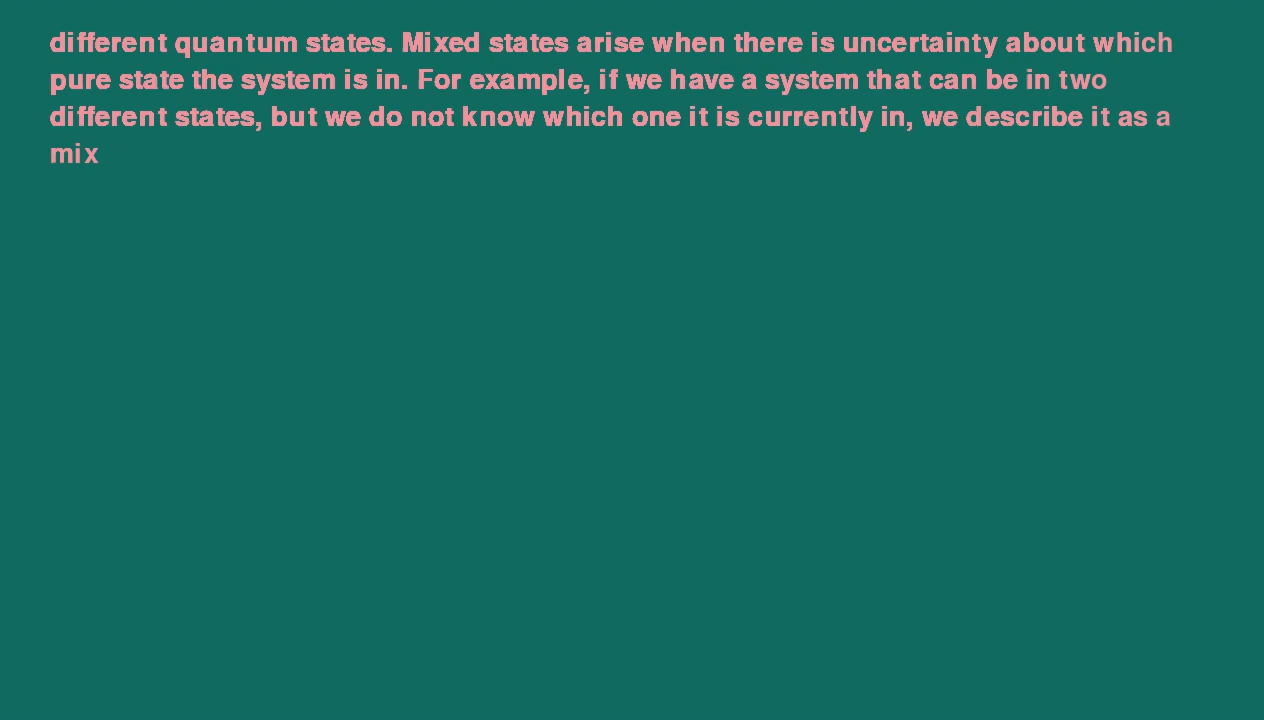 different quantum states. Mixed states arise when there is uncertainty about which
pure state the system is in. For example, if we have a system that can be in two
different states, but we do not know which one it is currently in, we describe it as a
mix